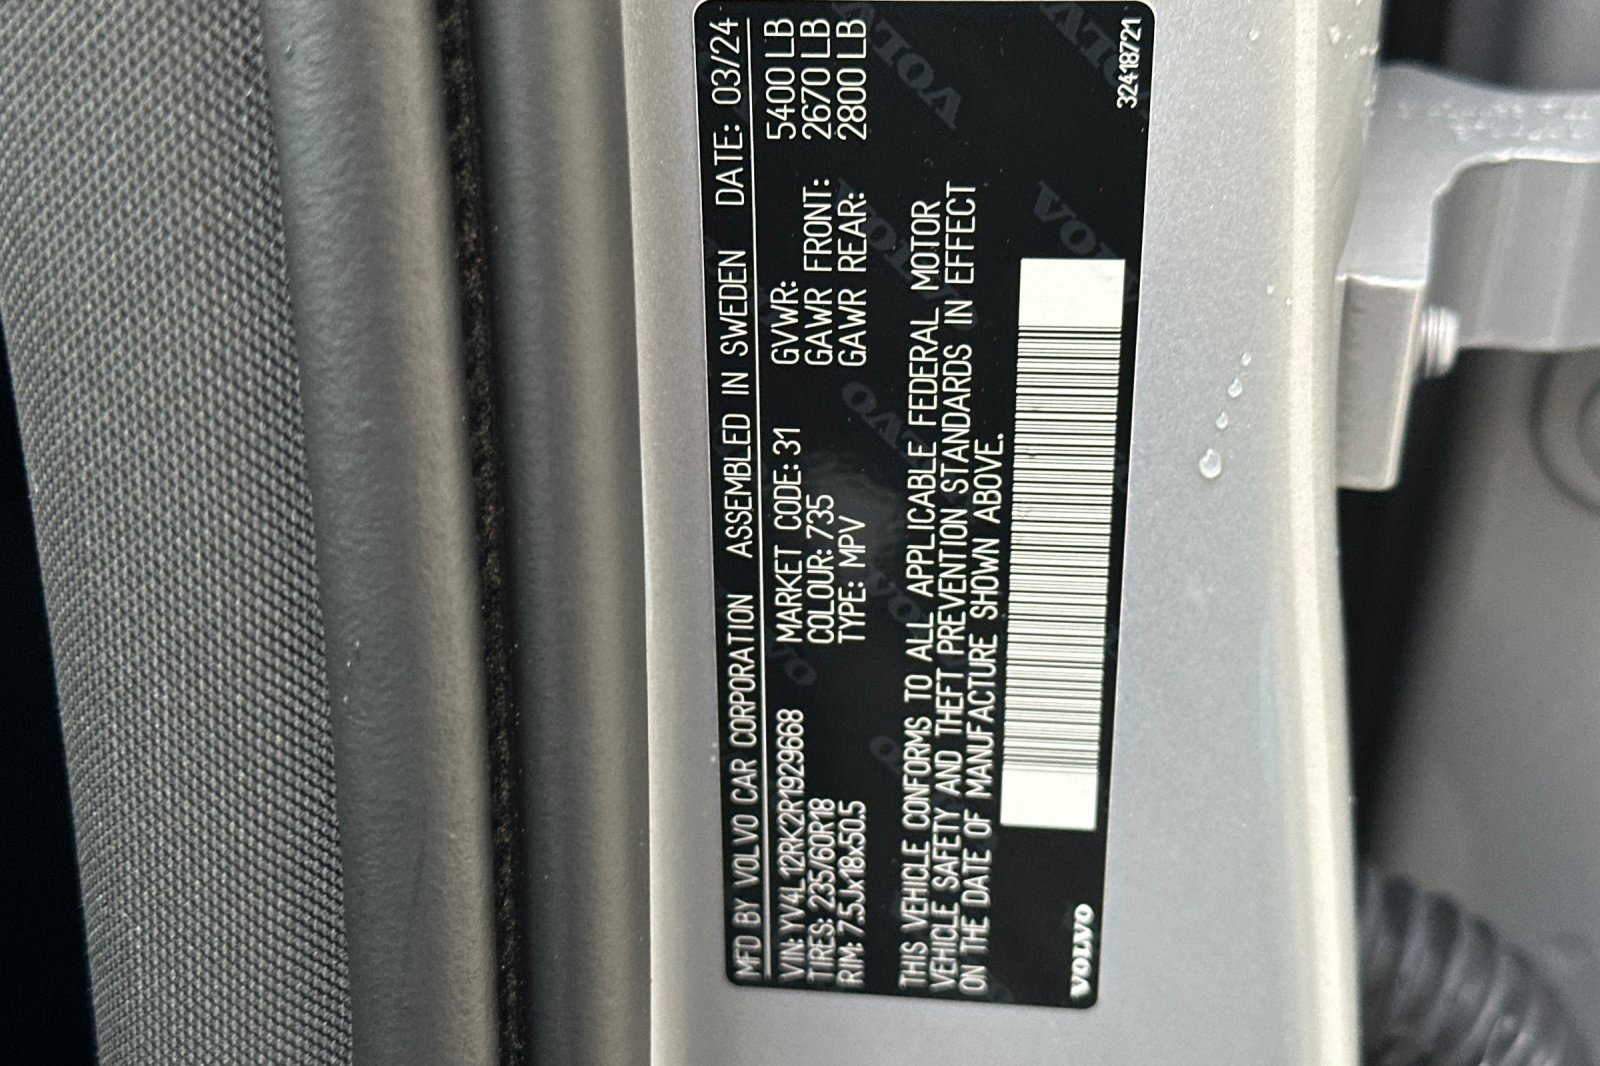 MFD BY VOLVO CAR CORPORATION ASSEMBLED IN SWEDEN DATE: 03/24
VIN: YV4L12RK2R1929668 MARKET CODE: 31 GVWR: 5400 LB
TIRES: 235/60R18 COLOUR: 735 GAWR FRONT: 2670 LB
RIM: 7.5Jx18x50.5 TYPE: MPV GAWR REAR: 2800 LB
THIS VEHICLE CONFORMS TO ALL APPLICABLE FEDERAL MOTOR
VEHICLE SAFETY AND THEFT PREVENTION STANDARDS IN EFFECT
ON THE DATE OF MANUFACTURE SHOWN ABOVE.
VOLVO 32418721